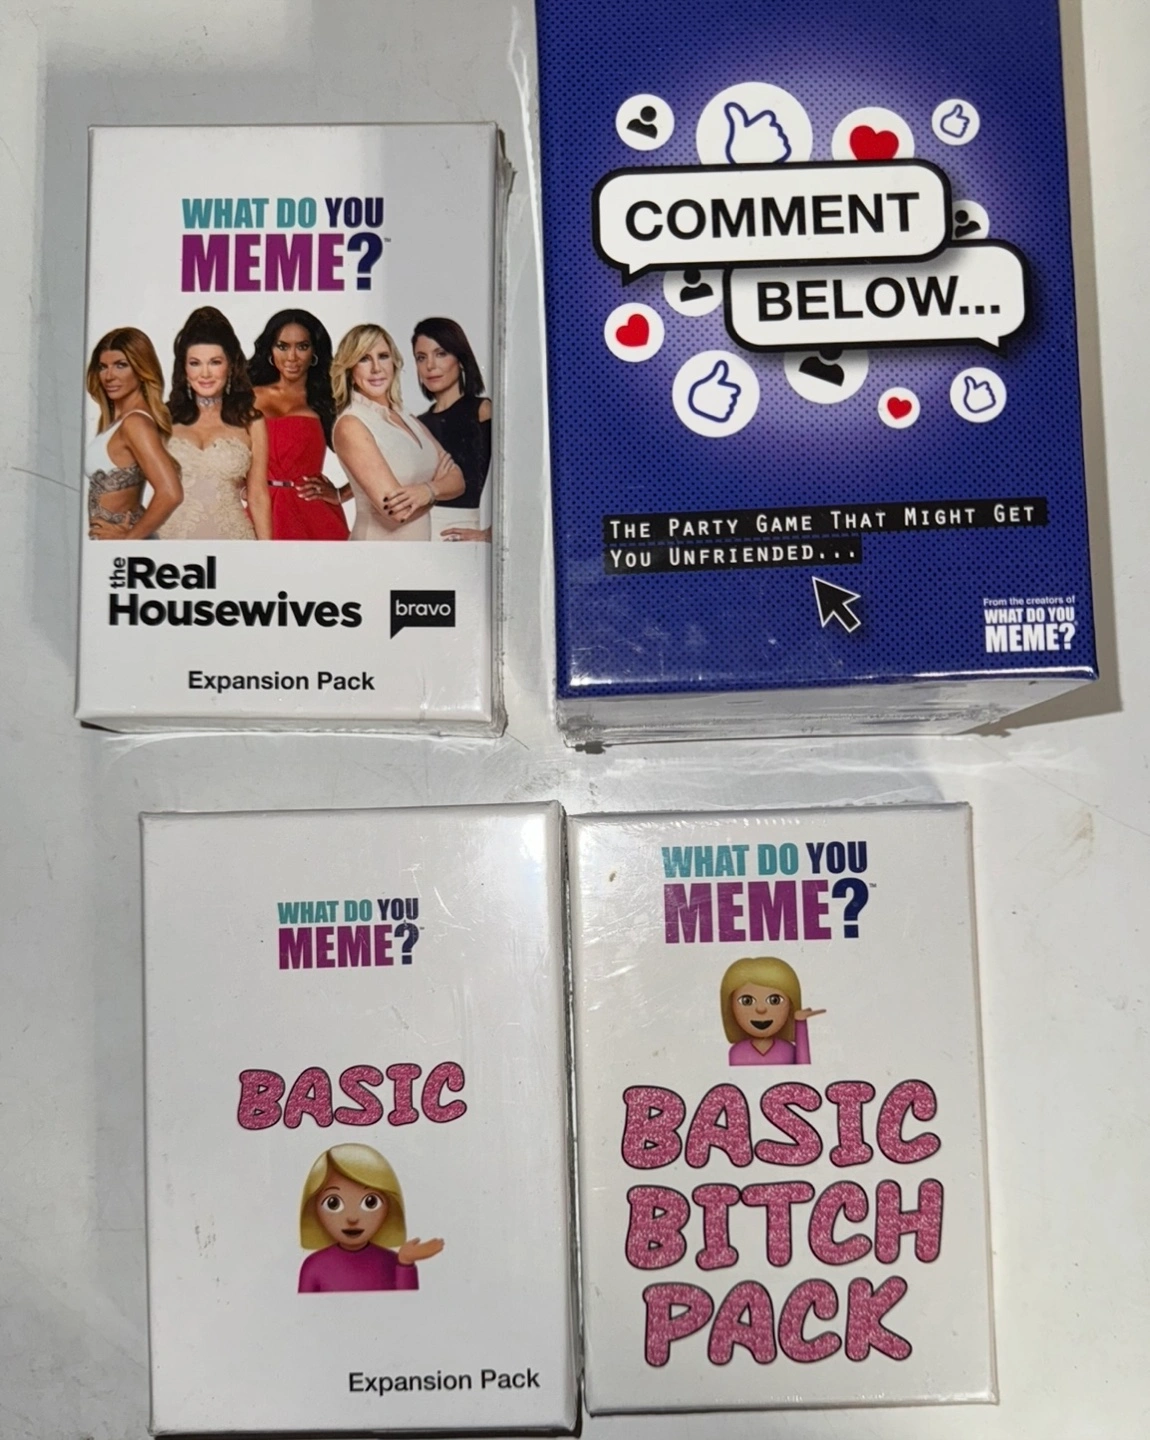 WHAT DO YOU
MEME?™
the Real
Housewives
bravo
Expansion Pack
COMMENT
BELOW...
THE PARTY GAME THAT MIGHT GET
YOU UNFRIENDED...
From the creators of
WHAT DO YOU
MEME?
WHAT DO YOU
MEME?
BASIC
Expansion Pack
WHAT DO YOU
MEME?™
BASIC
BITCH
PACK